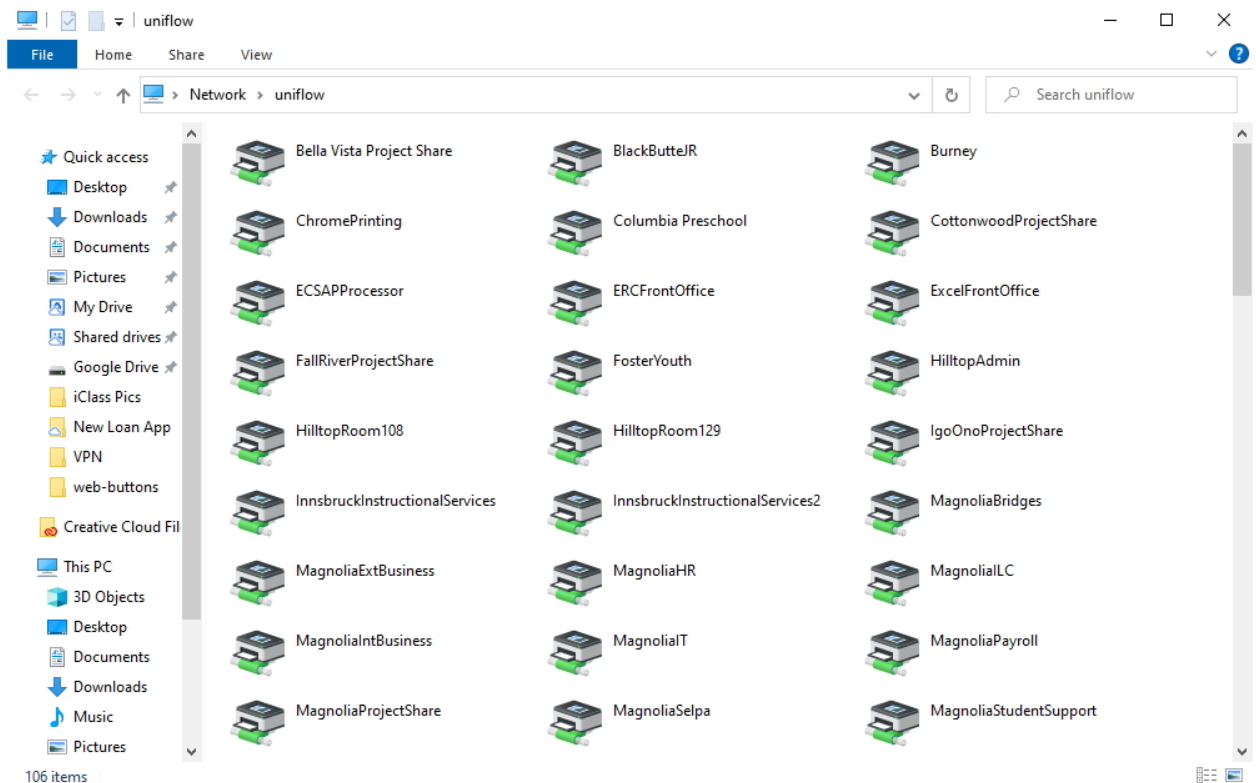 uniflow
File Home Share View
Network > uniflow
Search uniflow
Quick access
Desktop
Downloads
Documents
Pictures
My Drive
Shared drives
Google Drive
iClass Pics
New Loan App
VPN
web-buttons
Creative Cloud Fil
This PC
3D Objects
Desktop
Documents
Downloads
Music
Pictures
Bella Vista Project Share BlackButteJR Burney
ChromePrinting Columbia Preschool CottonwoodProjectShare
ECSAPProcessor ERCFrontOffice ExcelFrontOffice
FallRiverProjectShare FosterYouth HilltopAdmin
HilltopRoom108 HilltopRoom129 IgoOnoProjectShare
InnsbruckInstructionalServices InnsbruckInstructionalServices2 MagnoliaBridges
MagnoliaExtBusiness MagnoliaHR MagnoliaILC
MagnoliaIntBusiness MagnoliaIT MagnoliaPayroll
MagnoliaProjectShare MagnoliaSelpa MagnoliaStudentSupport
106 items